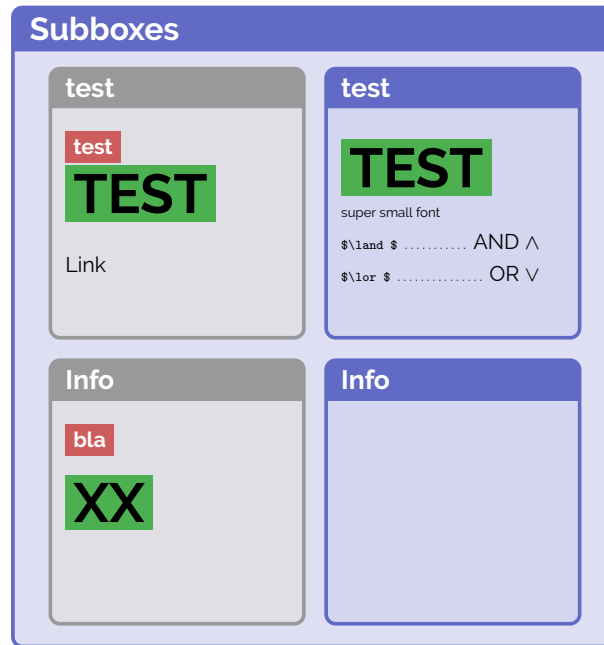 Subboxes
test
test
TEST
Link
test
TEST
super small font
$\land $ ........... AND ∧
$\lor $ ............... OR ∨
Info
bla
XX
Info